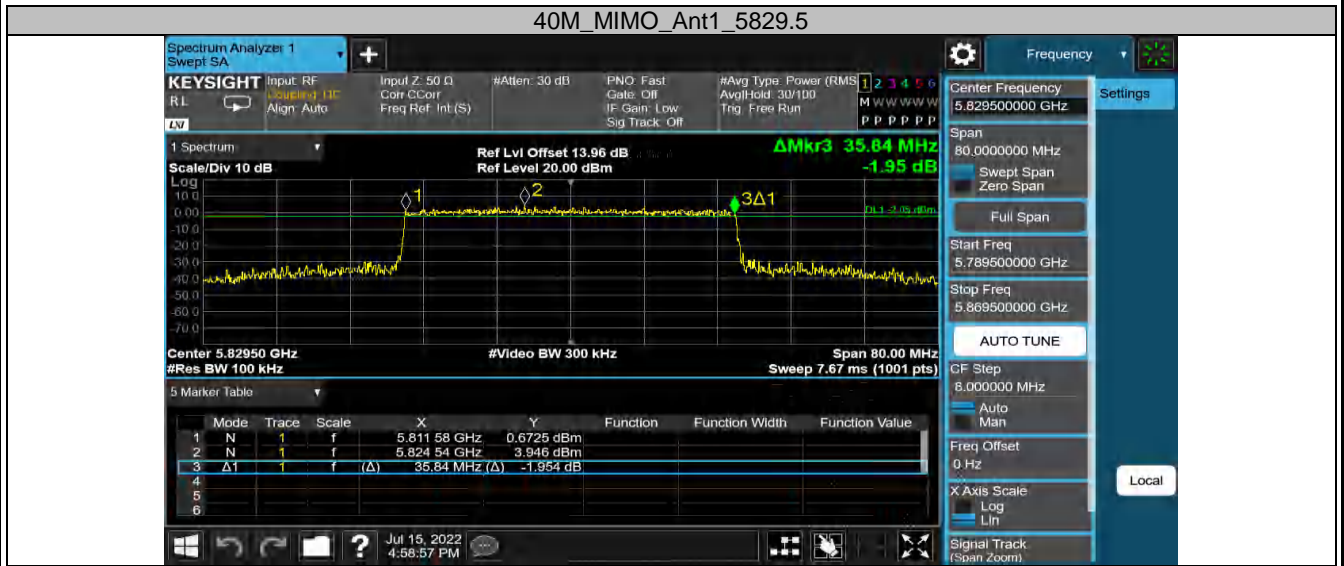 40M_MIMO_Ant1_5829.5
Spectrum Analyzer 1
Swept SA
Frequency
KEYSIGHT
RL
LXI
Input: RF
Align: Auto
Input Z: 50 Ω
Corr CCorr
Freq Ref: Int (S)
#Atten: 30 dB
PNO: Fast
Gate: Off
IF Gain: Low
Sig Track: Off
#Avg Type: Power (RMS
Avg|Hold: 30/100
Trig: Free Run
1 2 3 4 5 6
M W W W W W
P P P P P P
Center Frequency
5.829500000 GHz
Settings
Span
80.0000000 MHz
Swept Span
Zero Span
Full Span
Start Freq
5.789500000 GHz
Stop Freq
5.869500000 GHz
AUTO TUNE
CF Step
8.000000 MHz
Auto
Man
Freq Offset
0 Hz
X Axis Scale
Log
Lin
Signal Track
(Span Zoom)
Local
1 Spectrum
Scale/Div 10 dB
Ref Lvl Offset 13.96 dB
Ref Level 20.00 dBm
ΔMkr3 35.84 MHz
-1.95 dB
Log
10.0
0.00
-10.0
-20.0
-30.0
-40.0
-50.0
-60.0
-70.0
1
2
3Δ1
DL1 -2.05 dBm
Center 5.82950 GHz
#Video BW 300 kHz
Span 80.00 MHz
#Res BW 100 kHz
Sweep 7.67 ms (1001 pts)
5 Marker Table
Mode Trace Scale X Y Function Function Width Function Value
1 N 1 f 5.811 58 GHz 0.6725 dBm
2 N 1 f 5.824 54 GHz 3.946 dBm
3 Δ1 1 f (Δ) 35.84 MHz (Δ) -1.954 dB
4
5
6
?
Jul 15, 2022
4:58:57 PM